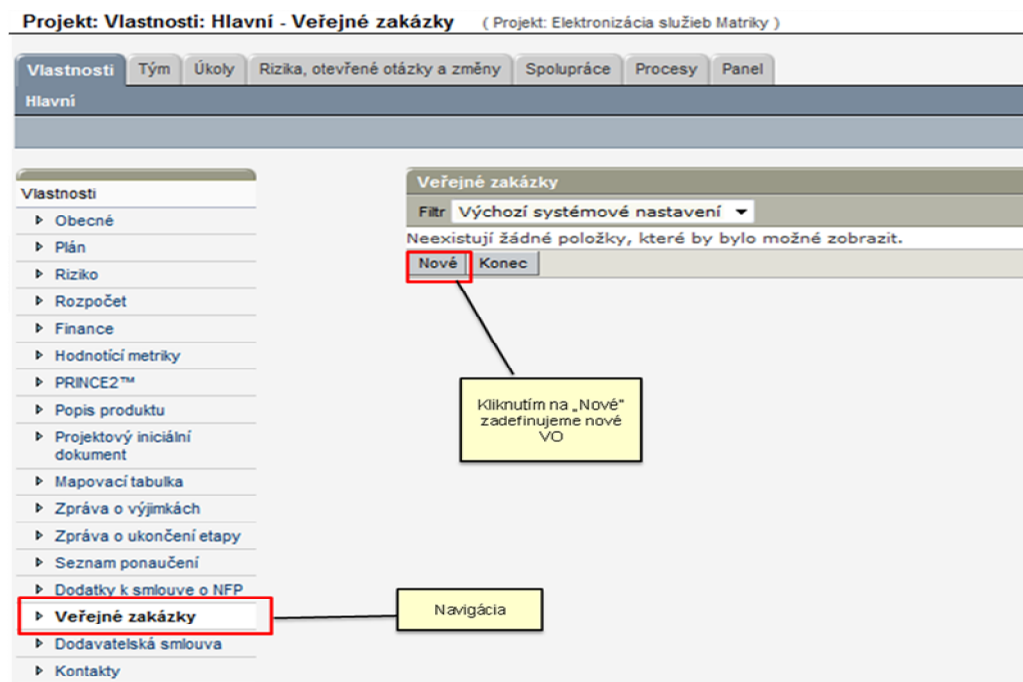 Projekt: Vlastnosti: Hlavní - Veřejné zakázky ( Projekt: Elektronizácia služieb Matriky )
Vlastnosti Tým Úkoly Rizika, otevřené otázky a změny Spolupráce Procesy Panel
Hlavní
Vlastnosti
Obecné
Plán
Riziko
Rozpočet
Finance
Hodnotící metriky
PRINCE2™
Popis produktu
Projektový iniciální
dokument
Mapovací tabulka
Zpráva o výjimkách
Zpráva o ukončení etapy
Seznam ponaučení
Dodatky k smlouve o NFP
Veřejné zakázky
Dodavatelská smlouva
Kontakty
Veřejné zakázky
Filtr Výchozí systémové nastavení
Neexistují žádné položky, které by bylo možné zobrazit.
Nové Konec
Kliknutím na „Nové“
zadefinujeme nové
VO
Navigácia